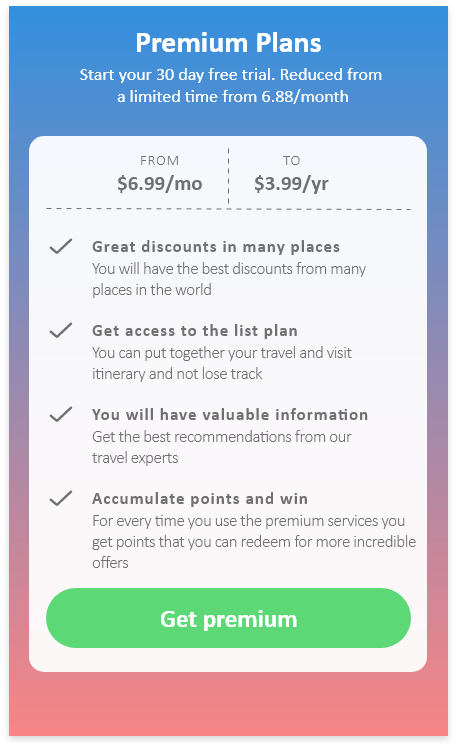 Premium Plans
Start your 30 day free trial. Reduced from
a limited time from 6.88/month
FROM
$6.99/mo
TO
$3.99/yr
Great discounts in many places
You will have the best discounts from many
places in the world
Get access to the list plan
You can put together your travel and visit
itinerary and not lose track
You will have valuable information
Get the best recommendations from our
travel experts
Accumulate points and win
For every time you use the premium services you
get points that you can redeem for more incredible
offers
Get premium